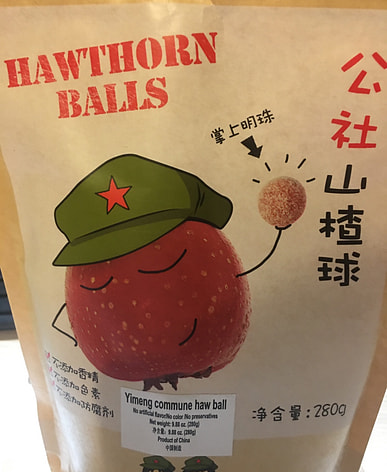 HAWTHORN
BALLS
公社山楂球
掌上明珠
不添加香精
不添加色素
不添加防腐剂
Yimeng commune haw ball
No artificial flavor/No color /No preservatives
Net weight: 9.88 oz. (280g)
净含量: 9.88 oz. (280g)
Product of China
中国制造
净含量:280g